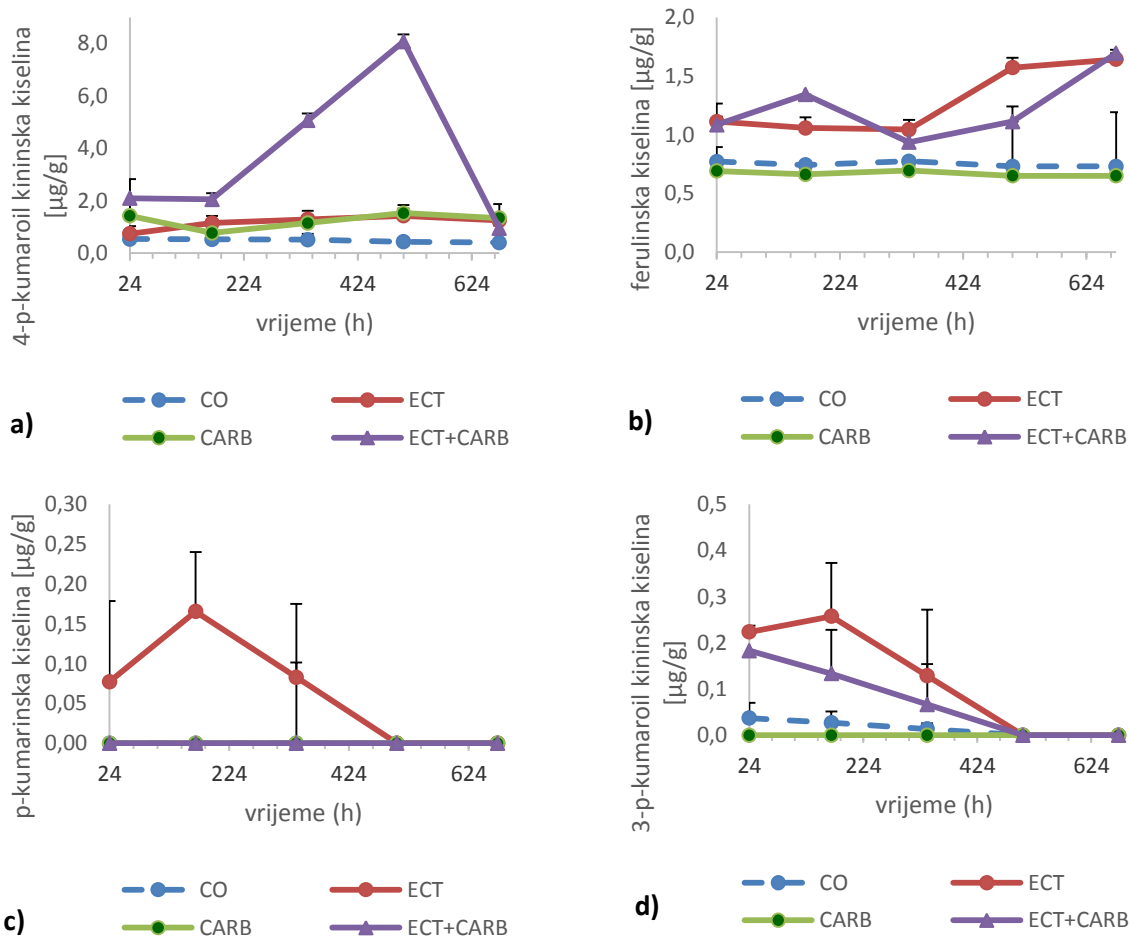 4-p-kumaroil kininska kiselina
[µg/g]
8,0
6,0
4,0
2,0
0,0
24
224
424
624
vrijeme (h)
CO
ECT
CARB
ECT+CARB
a)
ferulinska kiselina [µg/g]
2,0
1,5
1,0
0,5
0,0
24
224
424
624
vrijeme (h)
CO
ECT
CARB
ECT+CARB
b)
p-kumarinska kiselina [µg/g]
0,30
0,25
0,20
0,15
0,10
0,05
0,00
24
224
424
624
vrijeme (h)
CO
ECT
CARB
ECT+CARB
c)
3-p-kumaroil kininska kiselina
[µg/g]
0,5
0,4
0,3
0,2
0,1
0,0
24
224
424
624
vrijeme (h)
CO
ECT
CARB
ECT+CARB
d)